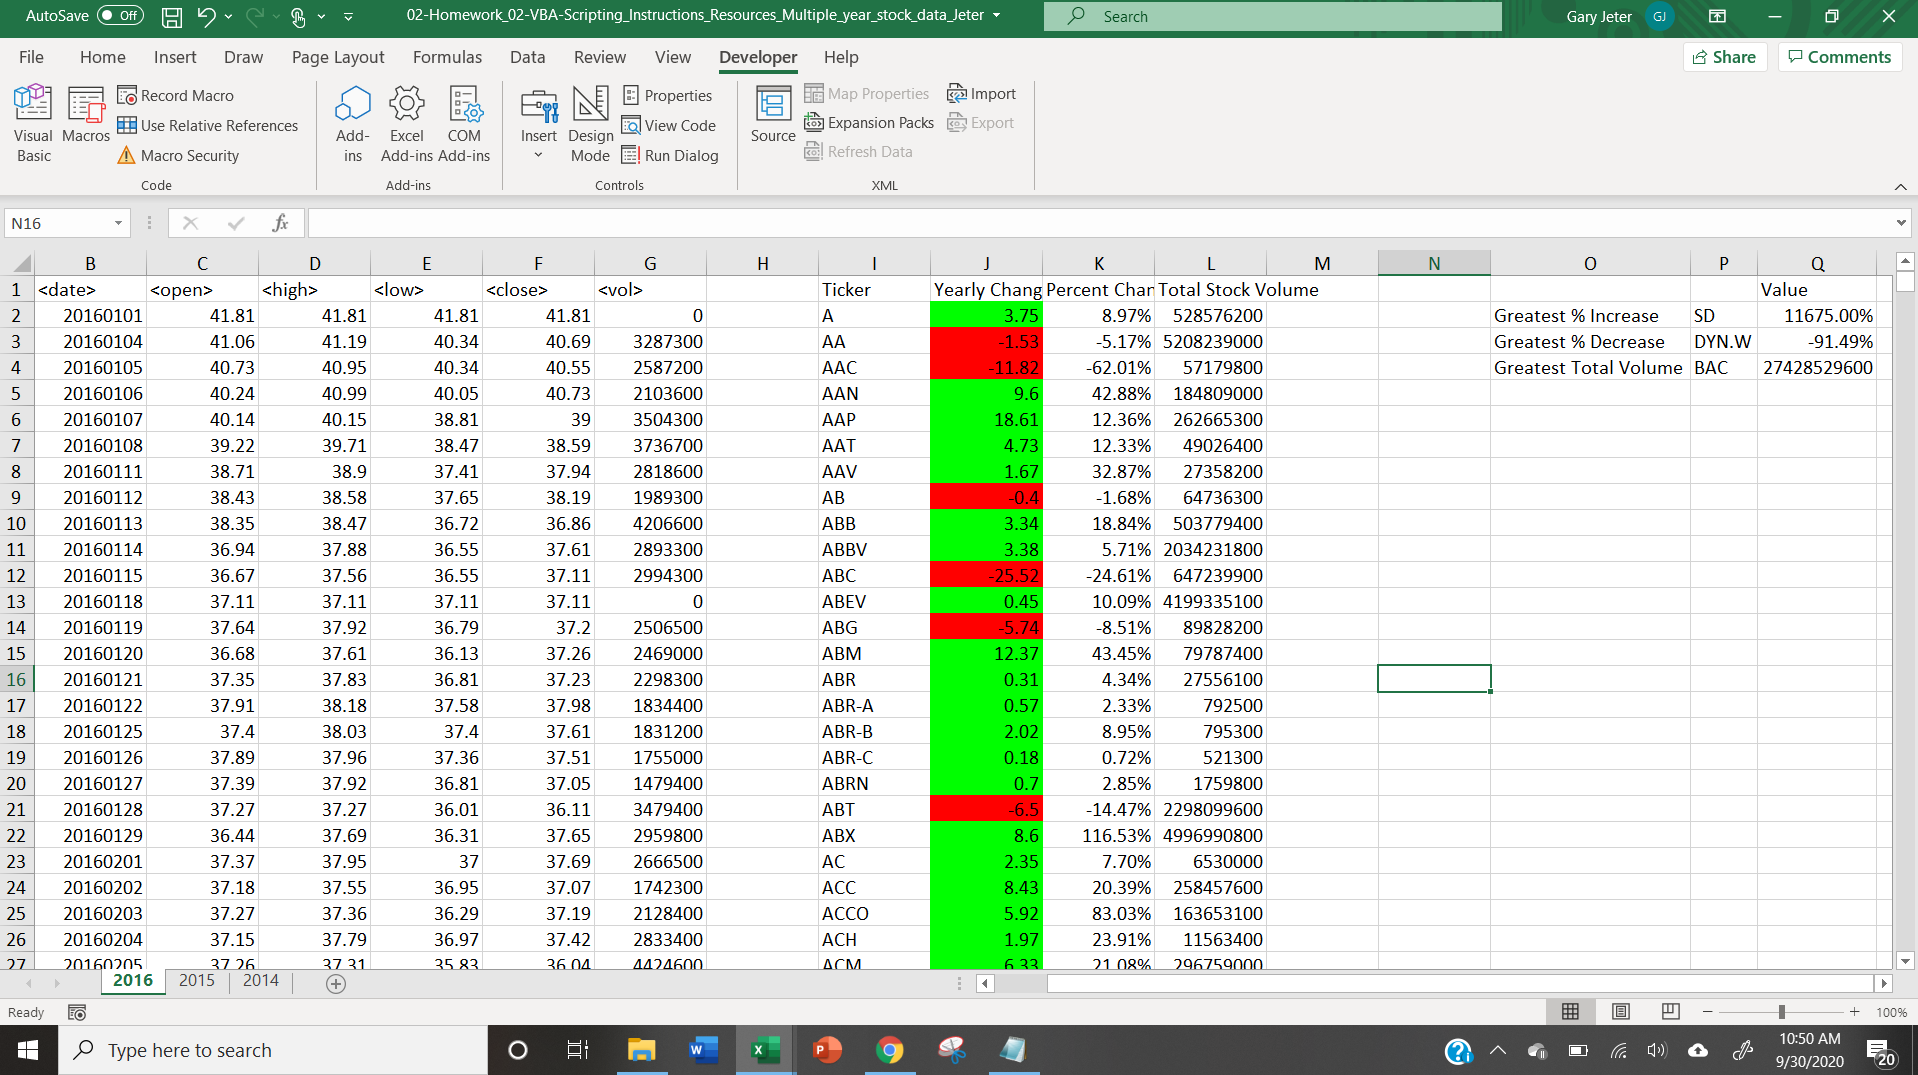 AutoSave Off 02-Homework_02-VBA-Scripting_Instructions_Resources_Multiple_year_stock_data_Jeter Search Gary Jeter GJ
File Home Insert Draw Page Layout Formulas Data Review View Developer Help Share Comments
Visual Basic
Macros
Record Macro
Use Relative References
Macro Security
Code
Add-ins
Excel Add-ins
COM Add-ins
Add-ins
Insert
Design Mode
Properties
View Code
Run Dialog
Controls
Source
Map Properties
Expansion Packs
Refresh Data
Import
Export
XML
N16 fx
B C D E F G H I J K L M N O P Q
1 <date> <open> <high> <low> <close> <vol> Ticker Yearly Chang Percent Chan Total Stock Volume Value
2 20160101 41.81 41.81 41.81 41.81 0 A 3.75 8.97% 528576200 Greatest % Increase SD 11675.00%
3 20160104 41.06 41.19 40.34 40.69 3287300 AA -1.53 -5.17% 5208239000 Greatest % Decrease DYN.W -91.49%
4 20160105 40.73 40.95 40.34 40.55 2587200 AAC -11.82 -62.01% 57179800 Greatest Total Volume BAC 27428529600
5 20160106 40.24 40.99 40.05 40.73 2103600 AAN 9.6 42.88% 184809000
6 20160107 40.14 40.15 38.81 39 3504300 AAP 18.61 12.36% 262665300
7 20160108 39.22 39.71 38.47 38.59 3736700 AAT 4.73 12.33% 49026400
8 20160111 38.71 38.9 37.41 37.94 2818600 AAV 1.67 32.87% 27358200
9 20160112 38.43 38.58 37.65 38.19 1989300 AB -0.4 -1.68% 64736300
10 20160113 38.35 38.47 36.72 36.86 4206600 ABB 3.34 18.84% 503779400
11 20160114 36.94 37.88 36.55 37.61 2893300 ABBV 3.38 5.71% 2034231800
12 20160115 36.67 37.56 36.55 37.11 2994300 ABC -25.52 -24.61% 647239900
13 20160118 37.11 37.11 37.11 37.11 0 ABEV 0.45 10.09% 4199335100
14 20160119 37.64 37.92 36.79 37.2 2506500 ABG -5.74 -8.51% 89828200
15 20160120 36.68 37.61 36.13 37.26 2469000 ABM 12.37 43.45% 79787400
16 20160121 37.35 37.83 36.81 37.23 2298300 ABR 0.31 4.34% 27556100
17 20160122 37.91 38.18 37.58 37.98 1834400 ABR-A 0.57 2.33% 792500
18 20160125 37.4 38.03 37.4 37.61 1831200 ABR-B 2.02 8.95% 795300
19 20160126 37.89 37.96 37.36 37.51 1755000 ABR-C 0.18 0.72% 521300
20 20160127 37.39 37.92 36.81 37.05 1479400 ABRN 0.7 2.85% 1759800
21 20160128 37.27 37.27 36.01 36.11 3479400 ABT -6.5 -14.47% 2298099600
22 20160129 36.44 37.69 36.31 37.65 2959800 ABX 8.6 116.53% 4996990800
23 20160201 37.37 37.95 37 37.69 2666500 AC 2.35 7.70% 6530000
24 20160202 37.18 37.55 36.95 37.07 1742300 ACC 8.43 20.39% 258457600
25 20160203 37.27 37.36 36.29 37.19 2128400 ACCO 5.92 83.03% 163653100
26 20160204 37.15 37.79 36.97 37.42 2833400 ACH 1.97 23.91% 11563400
27 20160205 37.26 37.31 35.83 36.04 4424600 ACM 6.33 21.08% 296759000
2016 2015 2014
Ready 100%
Type here to search
10:50 AM
9/30/2020
20